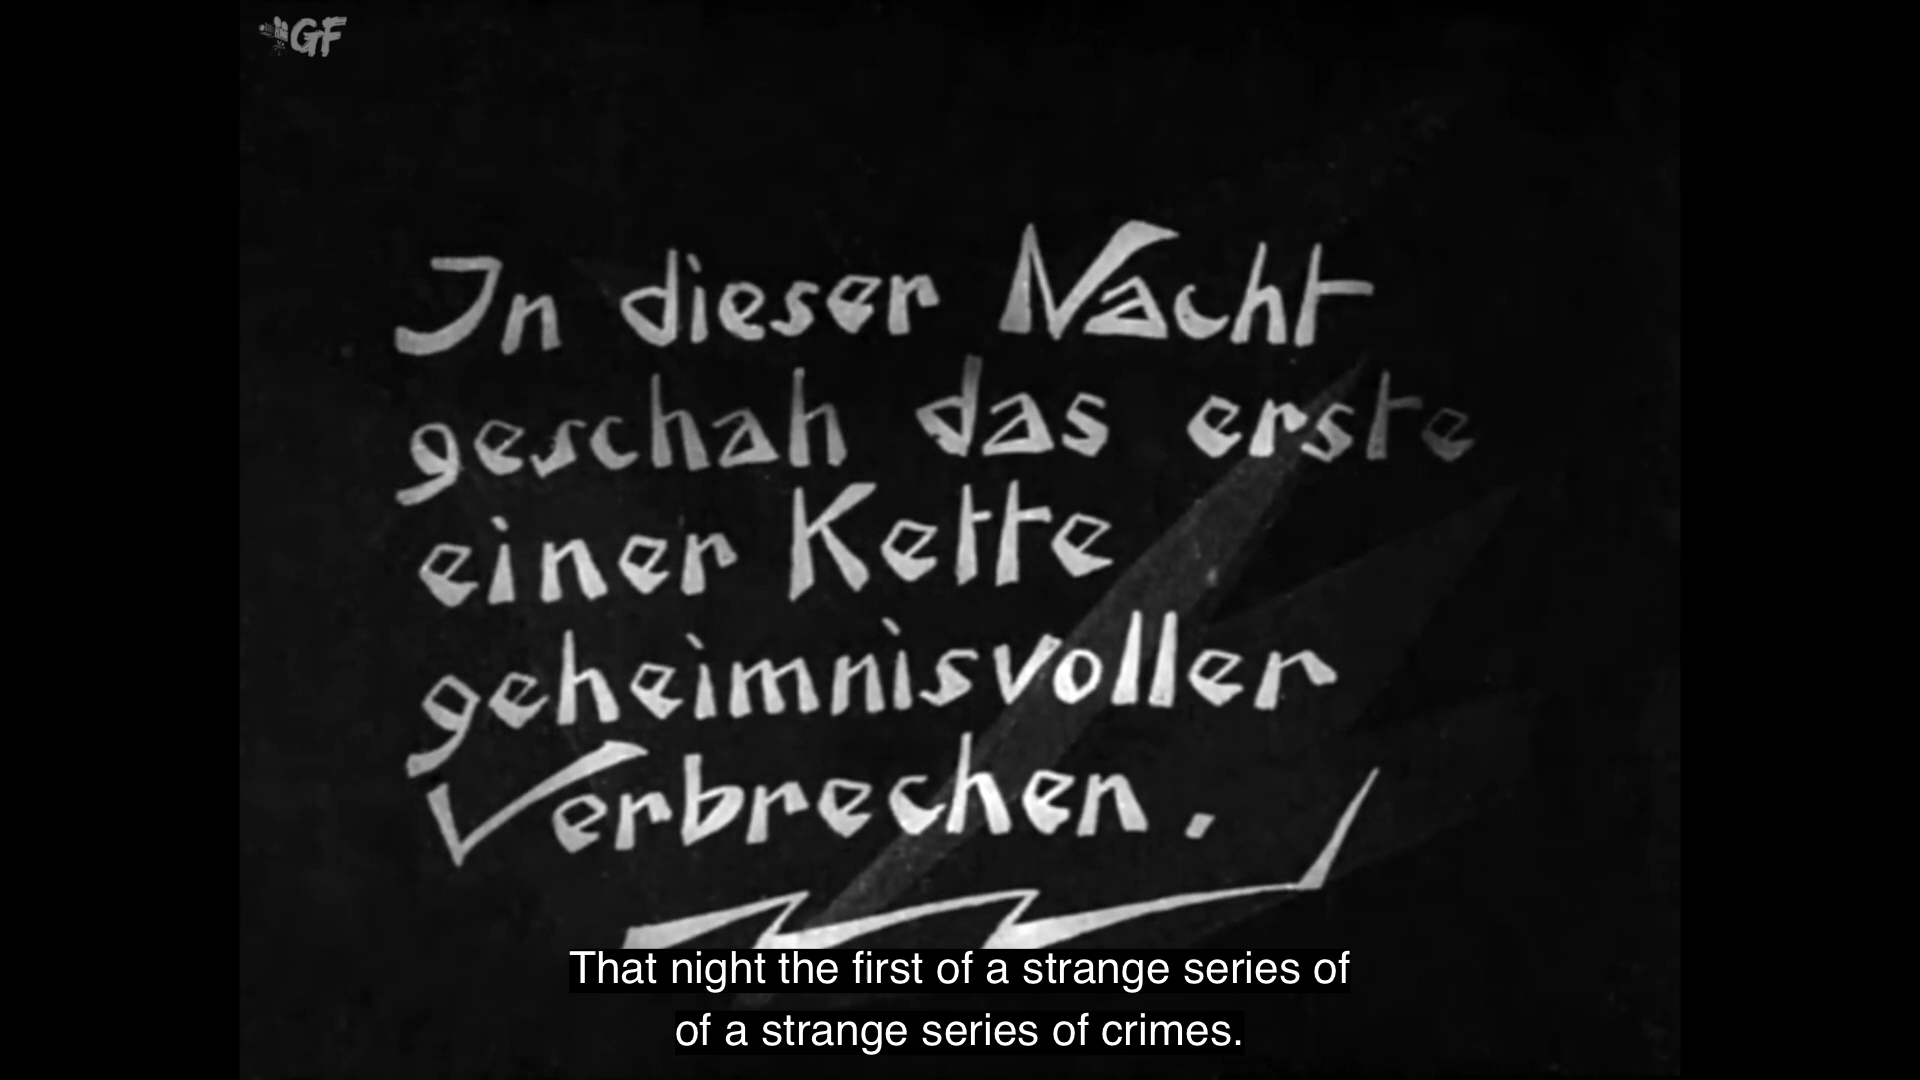 GF
In dieser Nacht
geschah das erste
einer Kette
geheimnisvoller
Verbrechen.
That night the first of a strange series of
of a strange series of crimes.